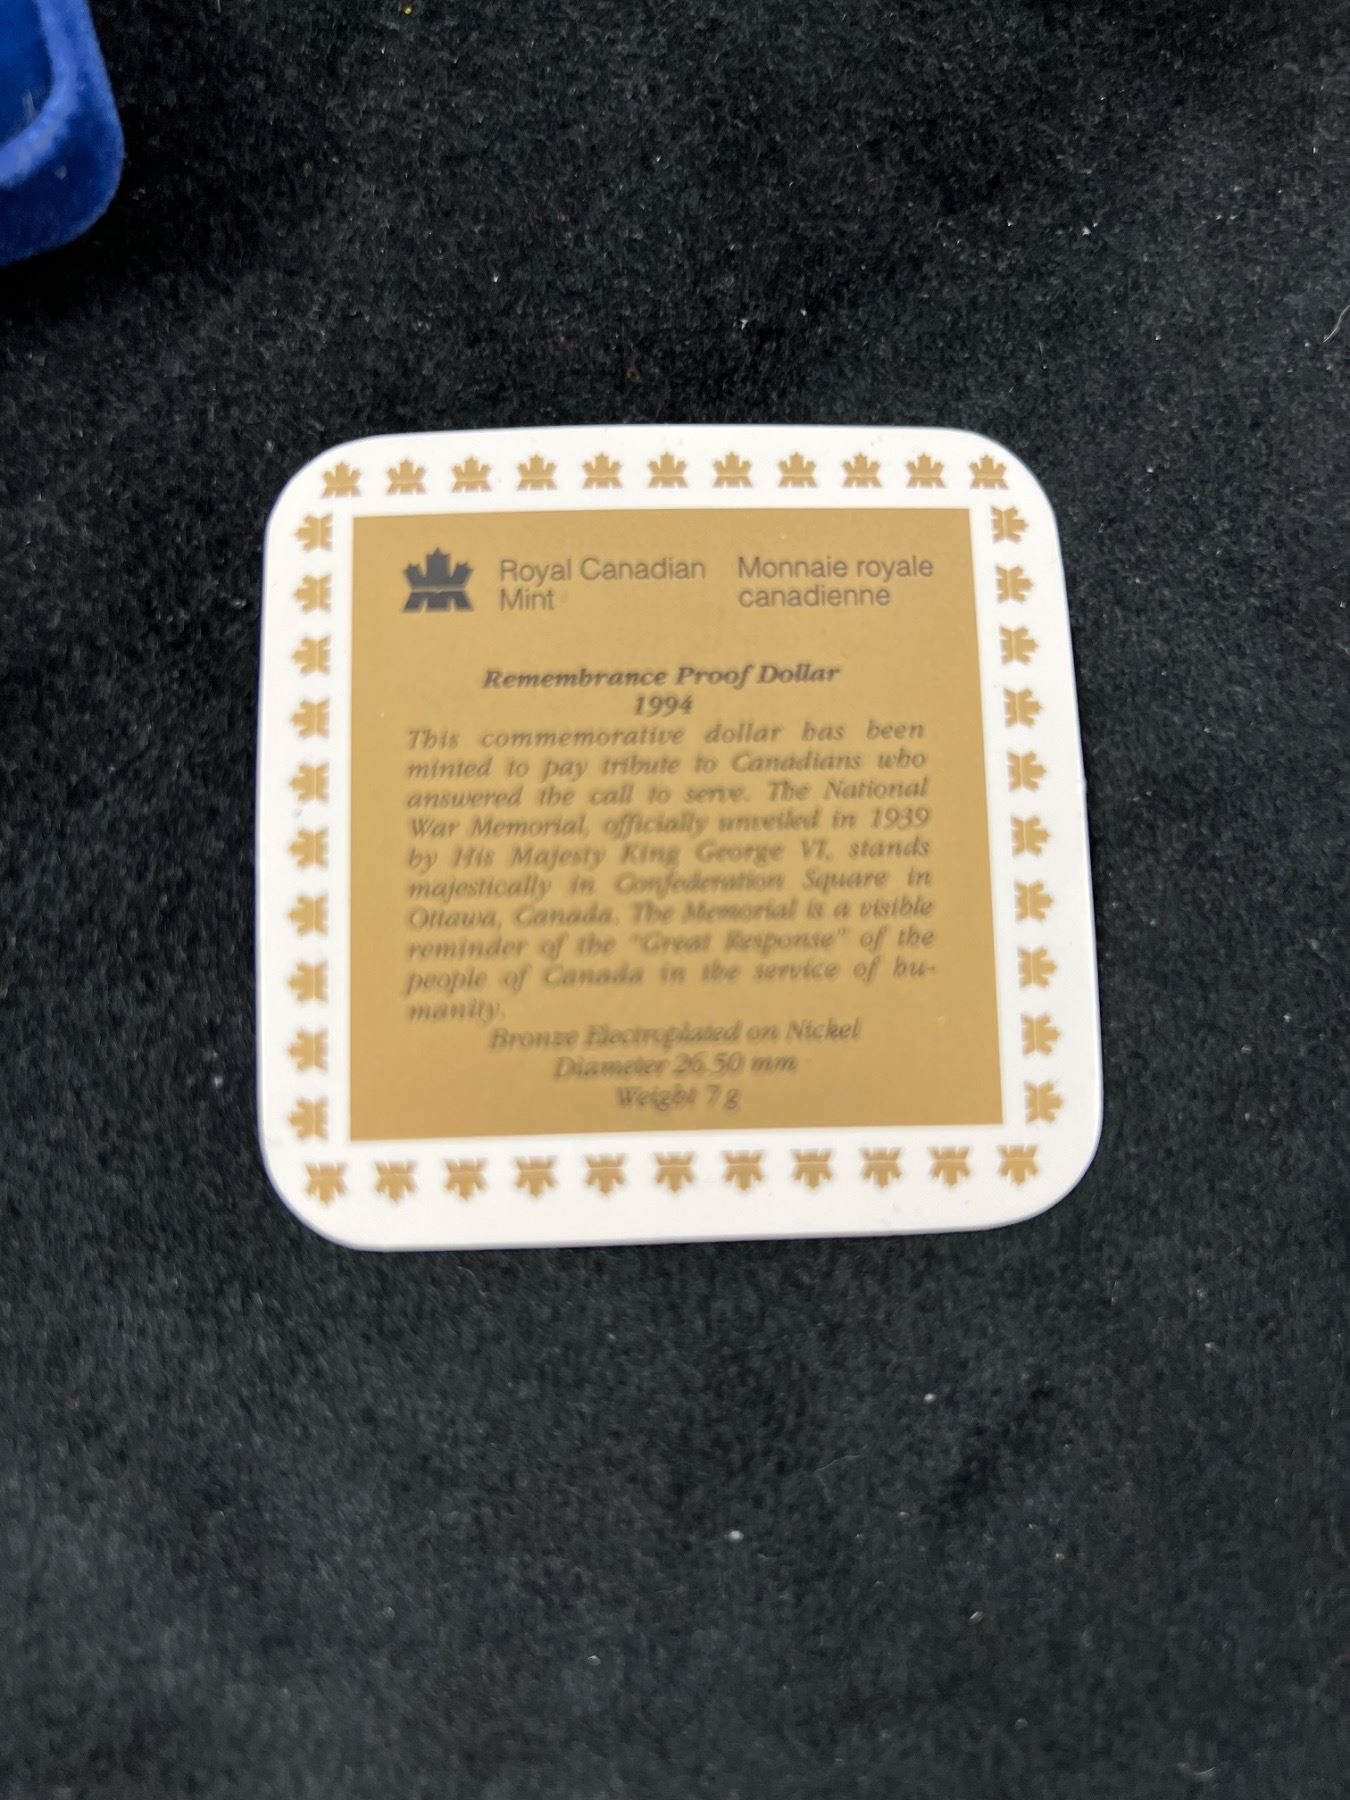 Royal Canadian Mint
Monnaie royale canadienne
Remembrance Proof Dollar
1994
This commemorative dollar has been
minted to pay tribute to Canadians who
answered the call to serve. The National
War Memorial, officially unveiled in 1939
by His Majesty King George VI, stands
majestically in Confederation Square in
Ottawa, Canada. The Memorial is a visible
reminder of the "Great Response" of the
people of Canada in the service of hu-
manity.
Bronze Electroplated on Nickel
Diameter 26.50 mm
Weight 7 g